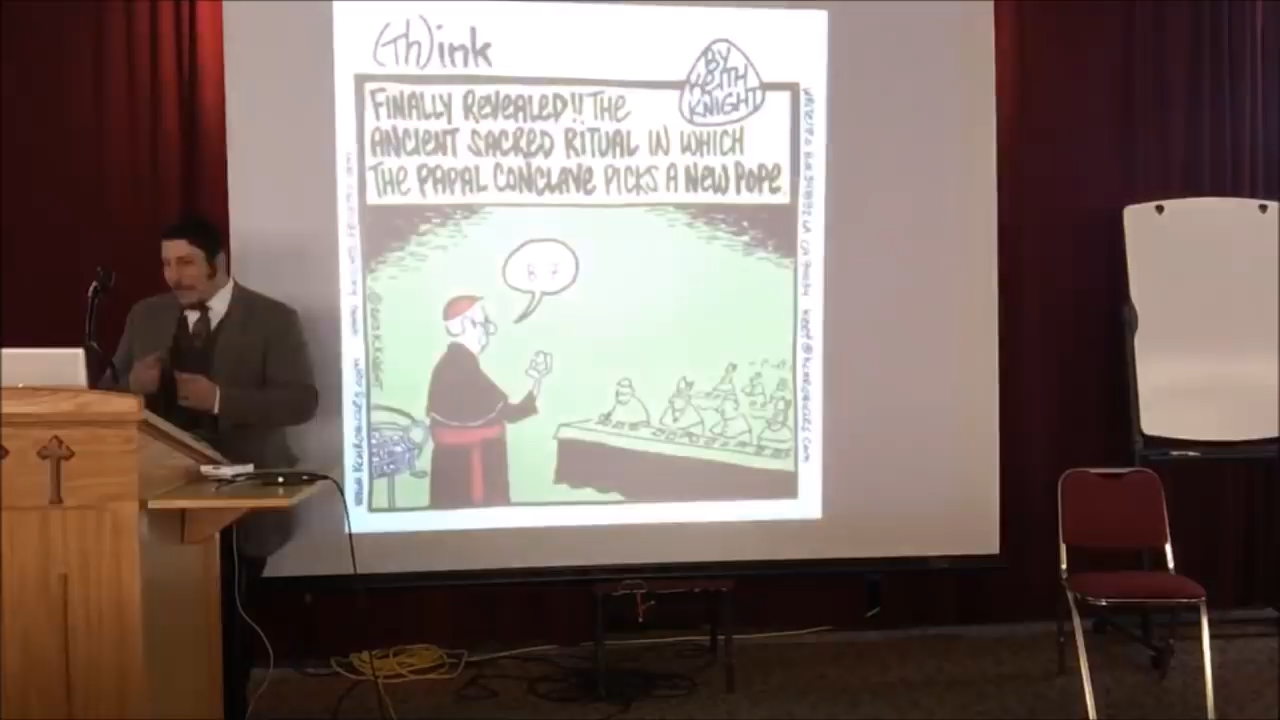 (Th)ink
BY
KEITH
KNIGHT
FINALLY REVEALED!! THE
ANCIENT SACRED RITUAL IN WHICH
THE PAPAL CONCLAVE PICKS A NEW POPE
B 7